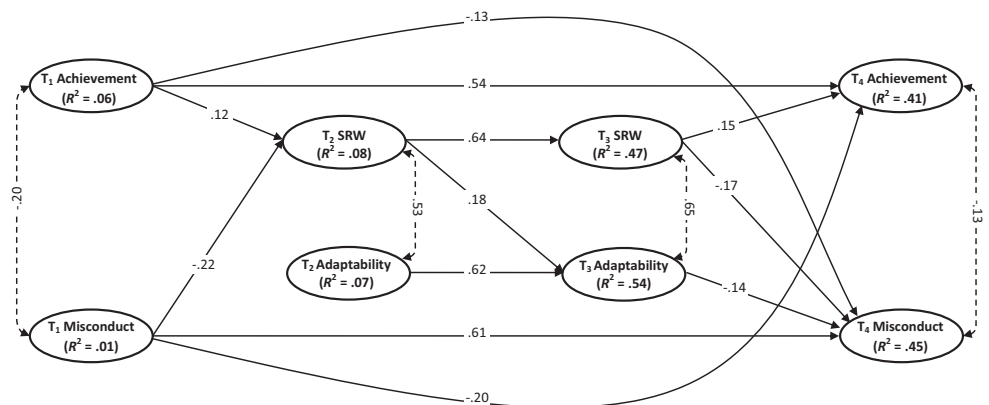 -.13
T1 Achievement
(R² = .06)
.54
T4 Achievement
(R² = .41)
.12
.15
T2 SRW
(R² = .08)
.64
T3 SRW
(R² = .47)
-.20
.53
.18
.65
-.17
-.13
-.22
T2 Adaptability
(R² = .07)
.62
T3 Adaptability
(R² = .54)
-.14
T1 Misconduct
(R² = .01)
.61
T4 Misconduct
(R² = .45)
-.20